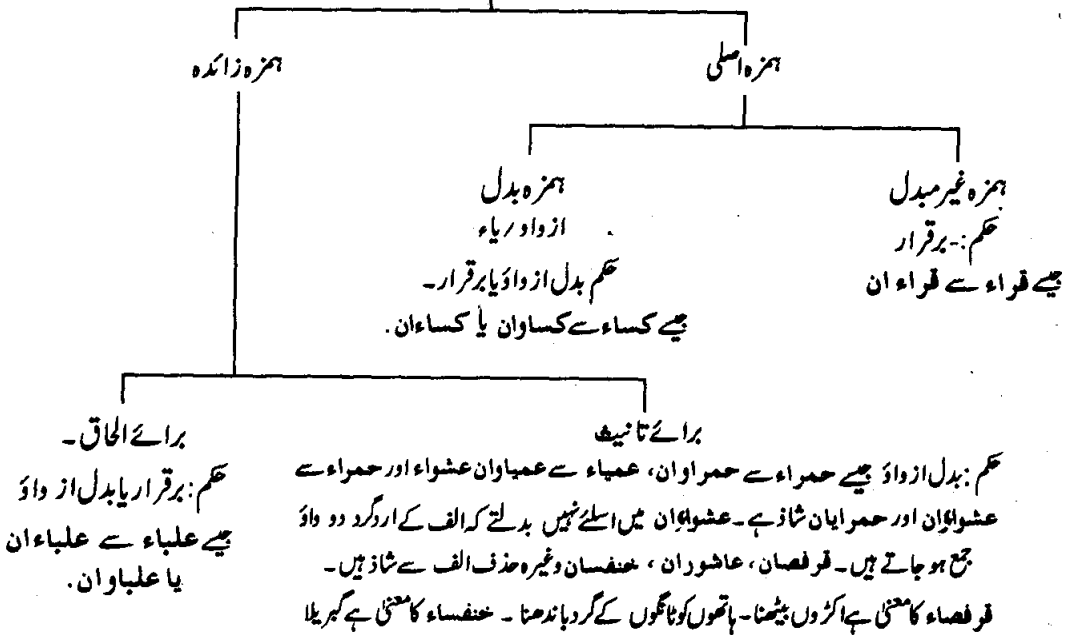 ہمزہ اصلی
ہمزہ زائدہ
ہمزہ غیر مبدل
حکم :- برقرار
جیسے قراء سے قراء ان
ہمزہ بدل
از واو / یاء
حکم بدل از واؤ یا برقرار۔
جیسے کساء سے کساوان یا کساءان۔
برائے تانیث
حکم : بدل از واؤ جیسے حمراء سے حمراوان، عمیاء سے عمیاوان عشواء اور حمراء سے
عشواءان اور حمرایان شاذ ہے۔ عشواءان میں اسلئے نہیں بدلتے کہ الف کے اردگرد دو واؤ
جمع ہو جاتے ہیں۔ قرفصان، عاشوران، خنفسان وغیرہ حذف الف سے شاذ ہیں۔
قرفصاء کا معنیٰ ہے اکڑوں بیٹھنا۔ ہاتھوں کو ٹانگوں کے گرد باندھنا ۔ خنفساء کا معنیٰ ہے گبریلا
برائے الحاق۔
حکم : برقرار یا بدل از واؤ
جیسے علباء سے علباءان
یا علباوان۔